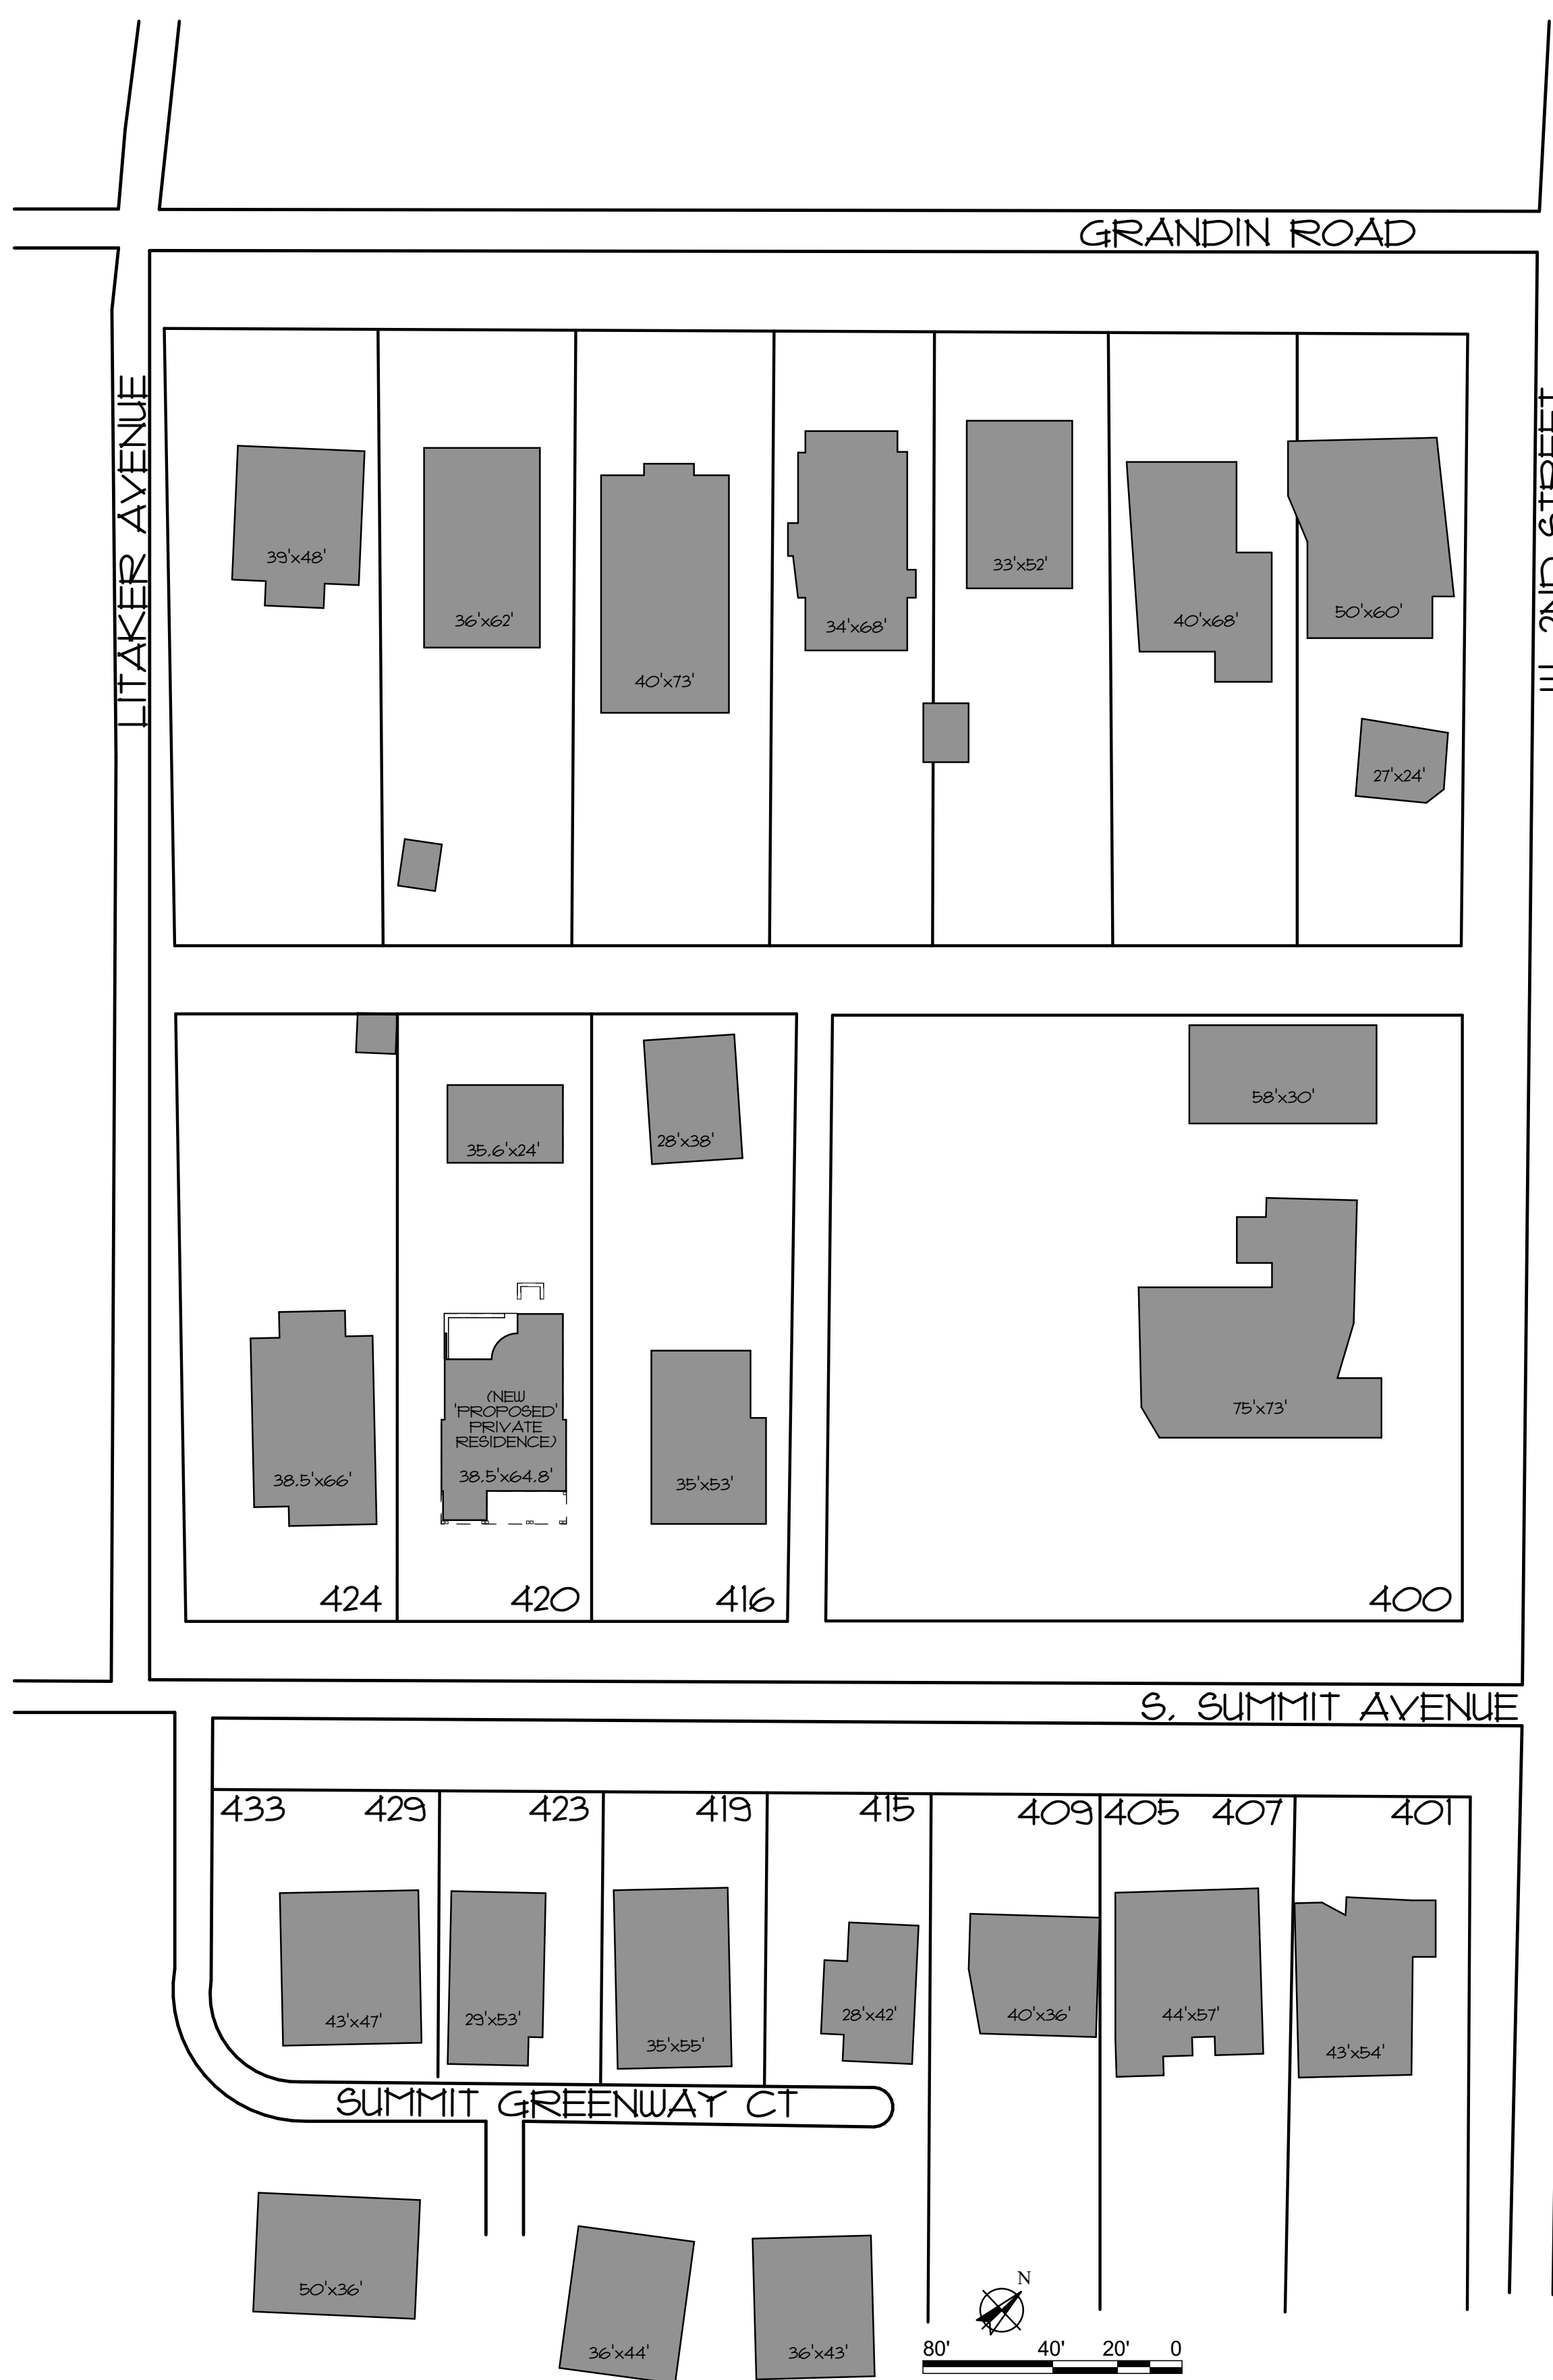 GRANDIN ROAD
LITAKER AVENUE
39'x48'
36'x62'
40'x73'
34'x68'
33'x52'
40'x68'
50'x60'
27'x24'
58'x30'
35.6'x24'
28'x38'
(NEW
'PROPOSED'
PRIVATE
RESIDENCE)
38.5'x66'
38.5'x64.8'
35'x53'
75'x73'
424
420
416
400
S. SUMMIT AVENUE
433
429
423
419
415
409
405
407
401
43'x47'
29'x53'
35'x55'
28'x42'
40'x36'
44'x57'
43'x54'
SUMMIT GREENWAY CT
50'x36'
36'x44'
36'x43'
N
80' 40' 20' 0